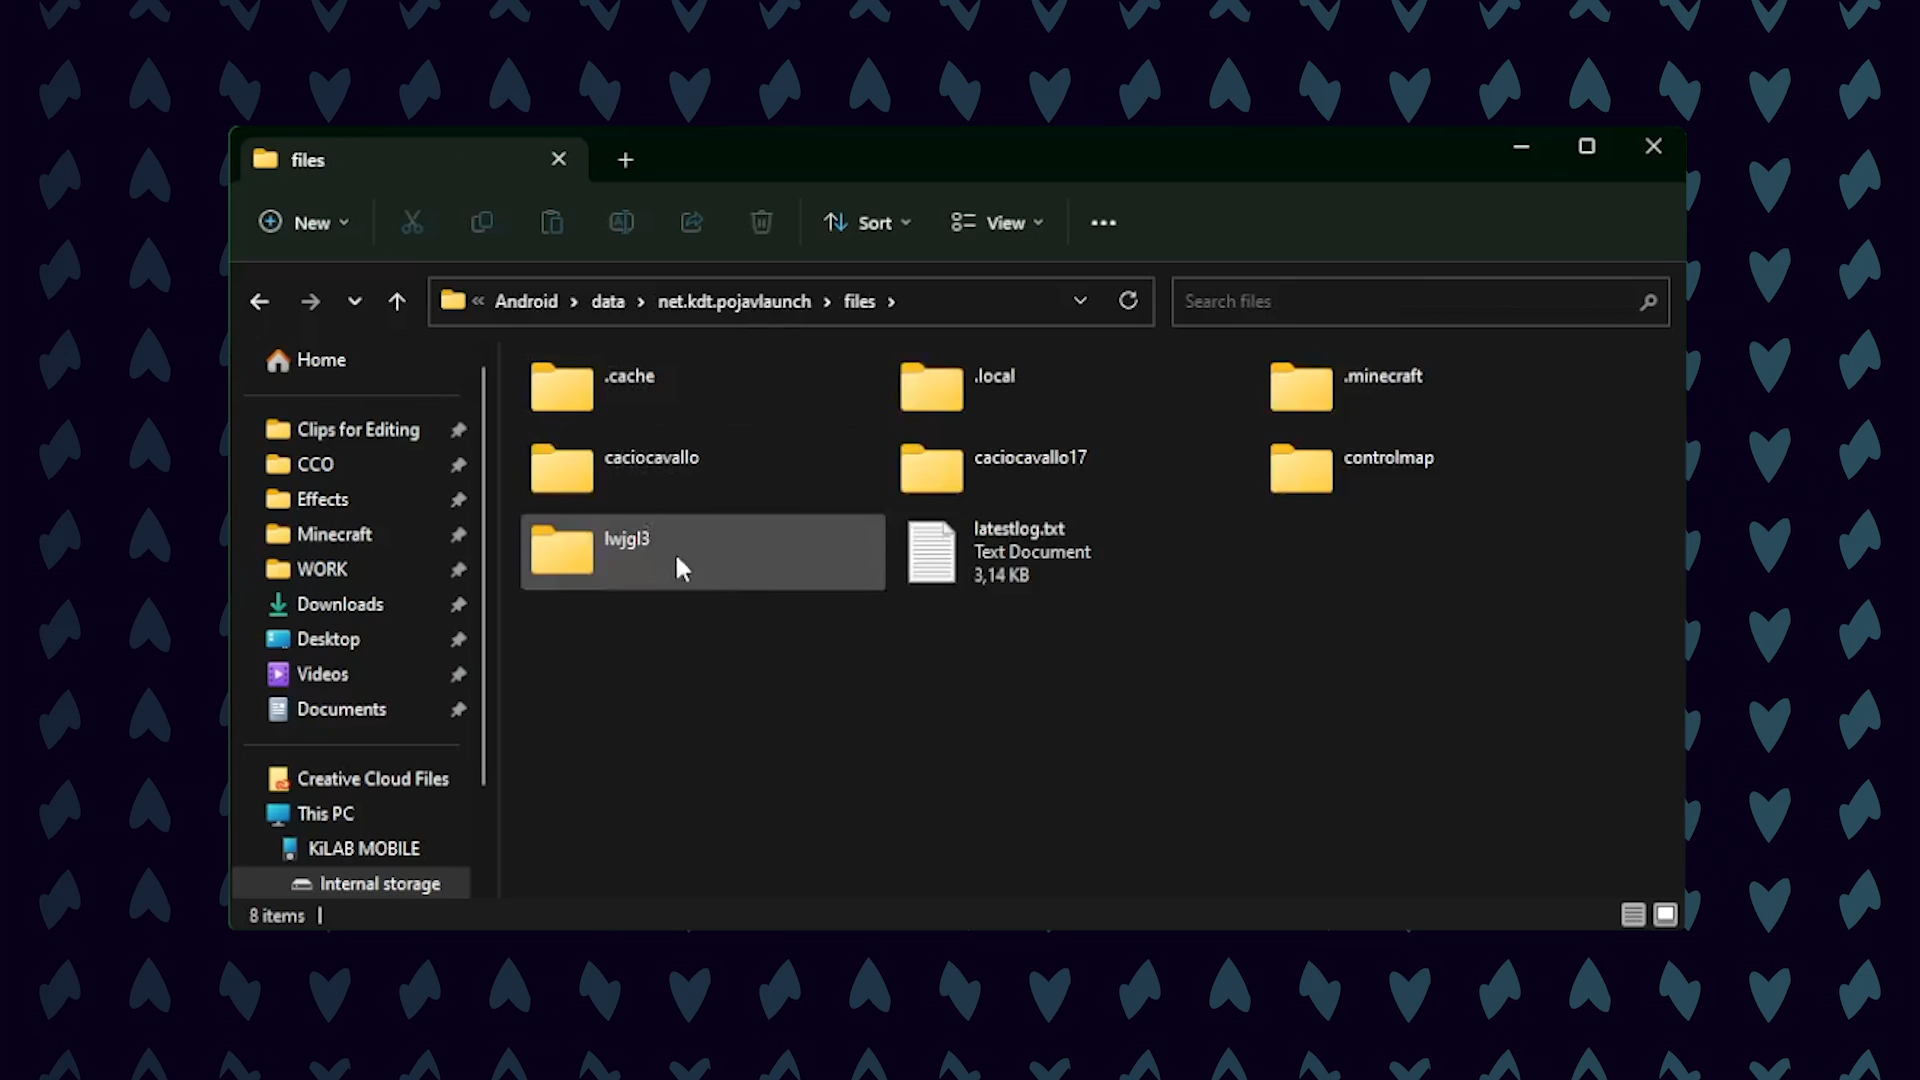 files
New
Sort
View
Android
data
net.kdt.pojavlaunch
files
Search files
Home
Clips for Editing
CCO
Effects
Minecraft
WORK
Downloads
Desktop
Videos
Documents
Creative Cloud Files
This PC
KiLAB MOBILE
Internal storage
.cache
.local
.minecraft
caciocavallo
caciocavallo17
controlmap
lwjgl3
latestlog.txt
Text Document
3,14 KB
8 items